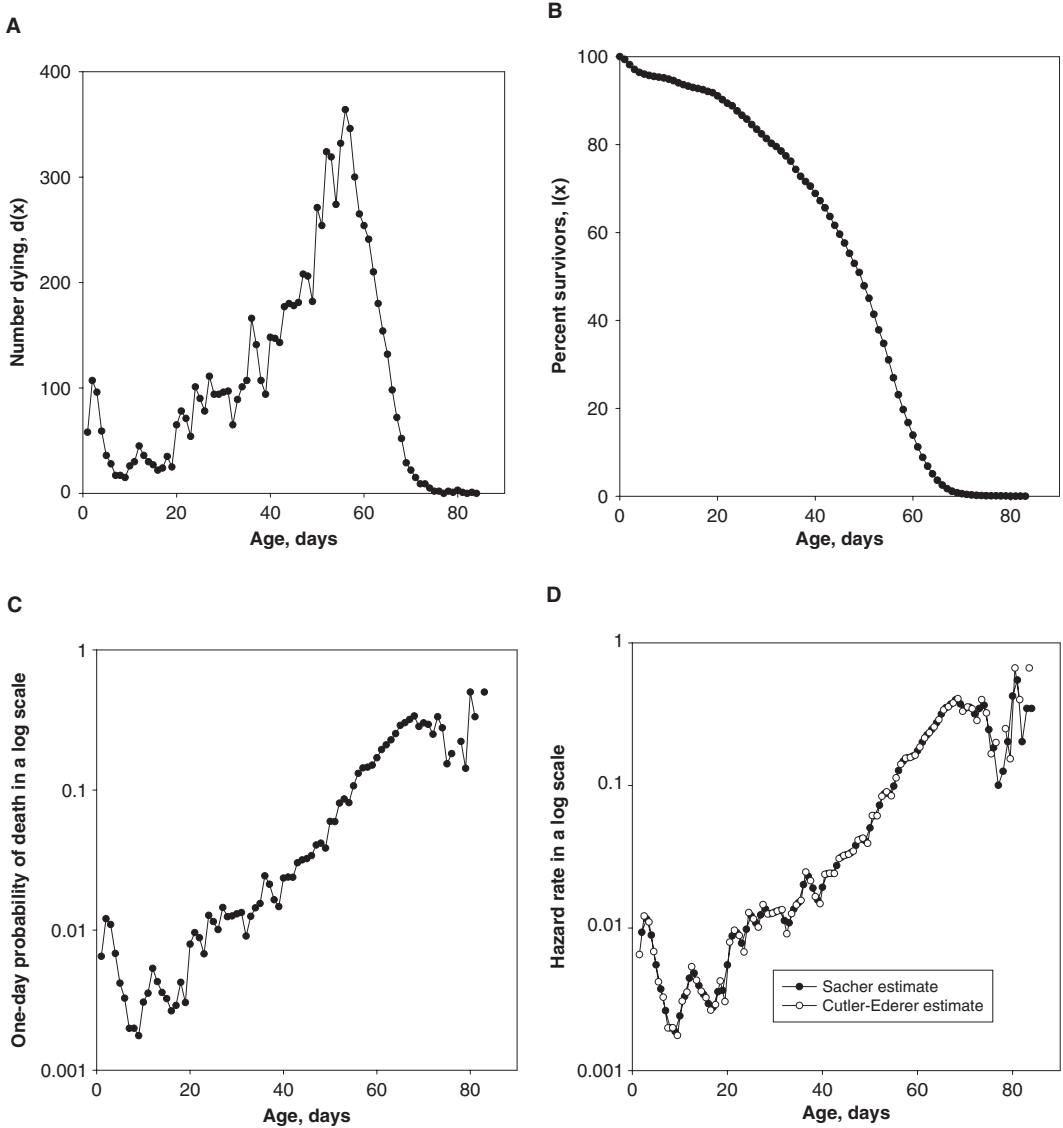 A
400
300
200
100
0
Number dying, d(x)
0 20 40 60 80
Age, days
B
100
80
60
40
20
0
Percent survivors, l(x)
0 20 40 60 80
Age, days
C
1
0.1
0.01
0.001
One-day probability of death in a log scale
0 20 40 60 80
Age, days
D
1
0.1
0.01
0.001
Hazard rate in a log scale
Sacher estimate
Cutler-Ederer estimate
0 20 40 60 80
Age, days